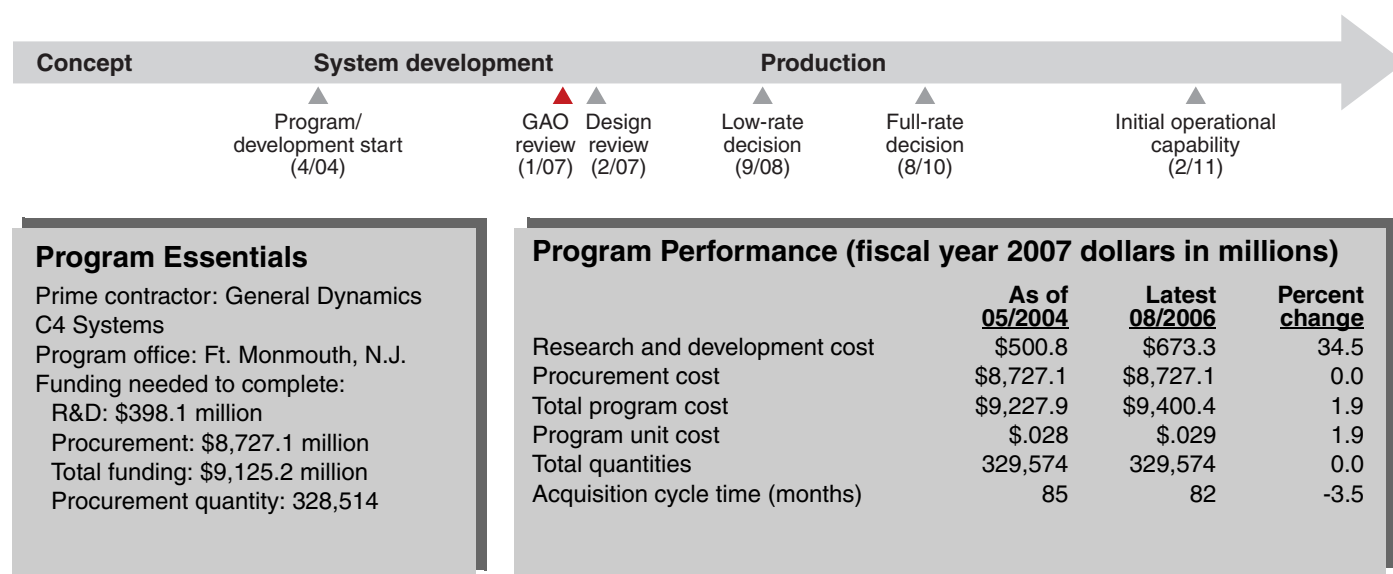 Concept System development Production
Program/
development start
(4/04)
GAO
review
(1/07)
Design
review
(2/07)
Low-rate
decision
(9/08)
Full-rate
decision
(8/10)
Initial operational
capability
(2/11)
Program Essentials
Prime contractor: General Dynamics
C4 Systems
Program office: Ft. Monmouth, N.J.
Funding needed to complete:
R&D: $398.1 million
Procurement: $8,727.1 million
Total funding: $9,125.2 million
Procurement quantity: 328,514
Program Performance (fiscal year 2007 dollars in millions)
As of Latest Percent
05/2004 08/2006 change
Research and development cost $500.8 $673.3 34.5
Procurement cost $8,727.1 $8,727.1 0.0
Total program cost $9,227.9 $9,400.4 1.9
Program unit cost $.028 $.029 1.9
Total quantities 329,574 329,574 0.0
Acquisition cycle time (months) 85 82 -3.5